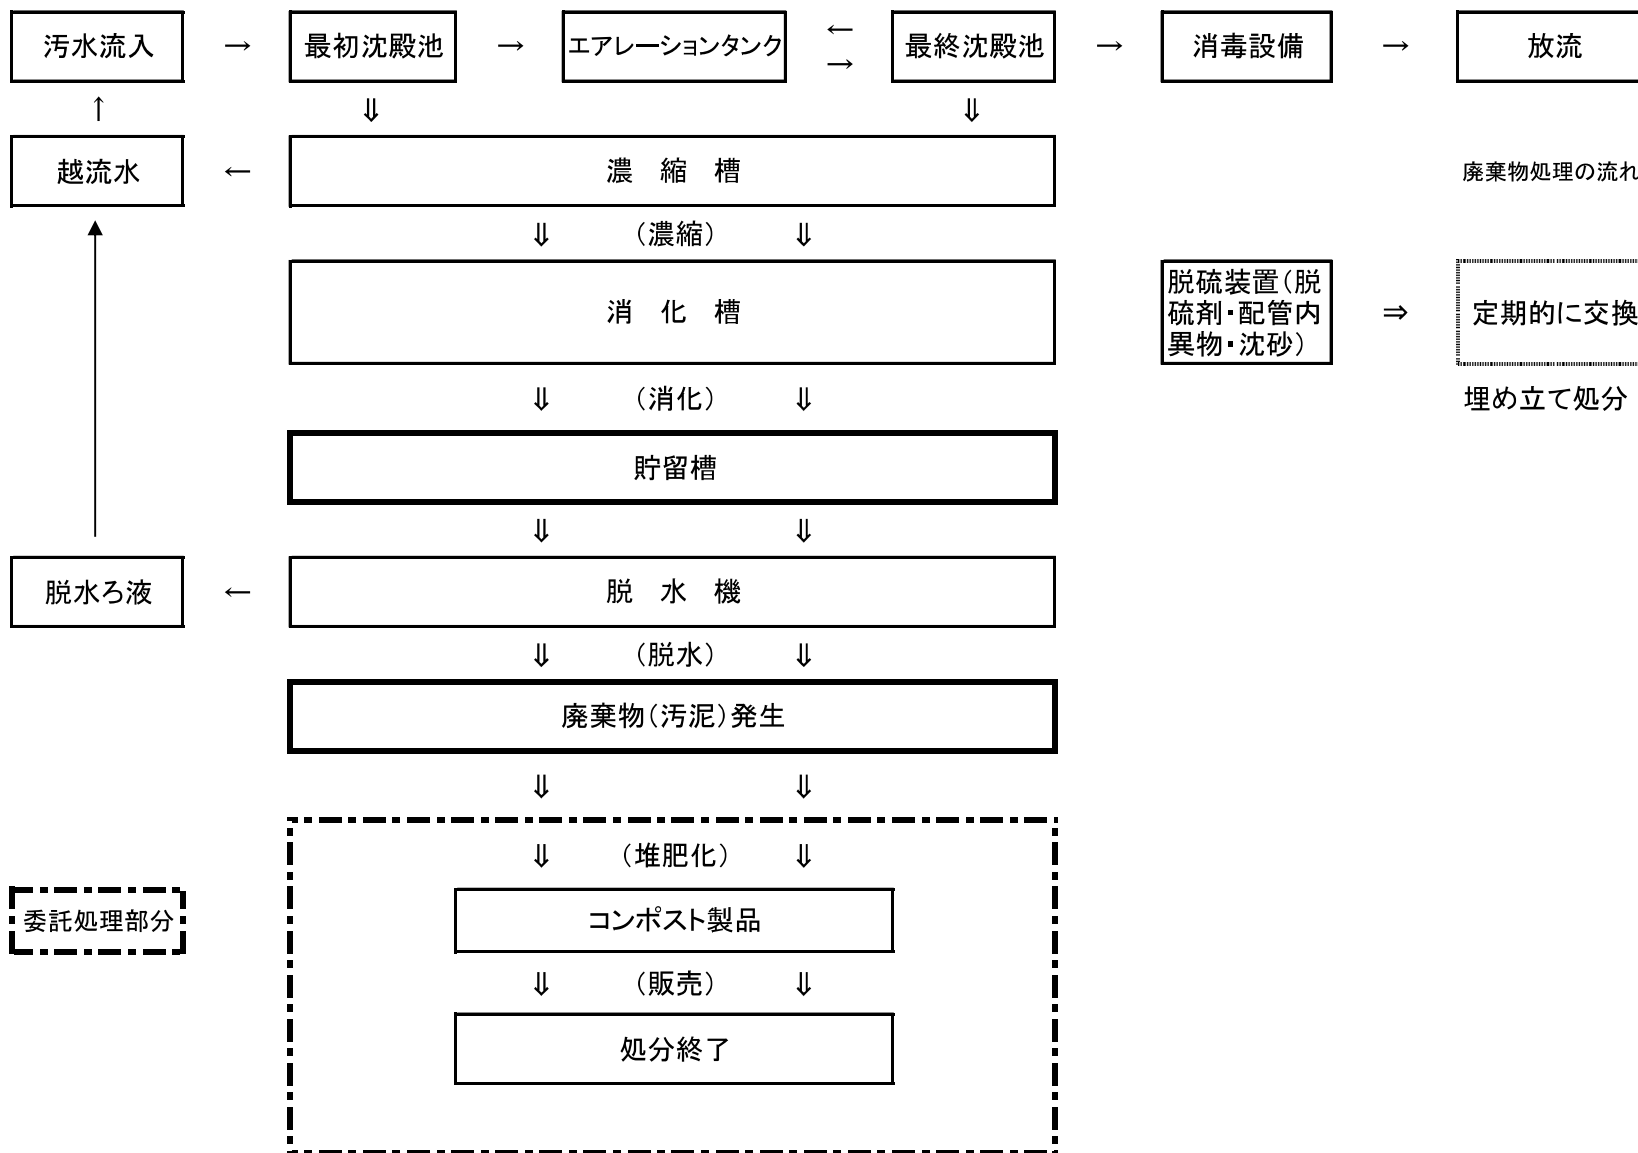 汚水流入 → 最初沈殿池 → エアレーションタンク ← → 最終沈殿池 → 消毒設備 → 放流
↑ ⇓ ⇓
越流水 ← 濃 縮 槽 廃棄物処理の流れ
⇓ （濃縮） ⇓
消 化 槽
脱硫装置（脱
硫剤・配管内
異物・沈砂）
⇒ 定期的に交換
⇓ （消化） ⇓ 埋め立て処分
貯留槽
⇓ ⇓
脱水ろ液 ← 脱 水 機
⇓ （脱水） ⇓
廃棄物（汚泥）発生
⇓ ⇓
⇓ （堆肥化） ⇓
委託処理部分 コンポスト製品
⇓ （販売） ⇓
処分終了